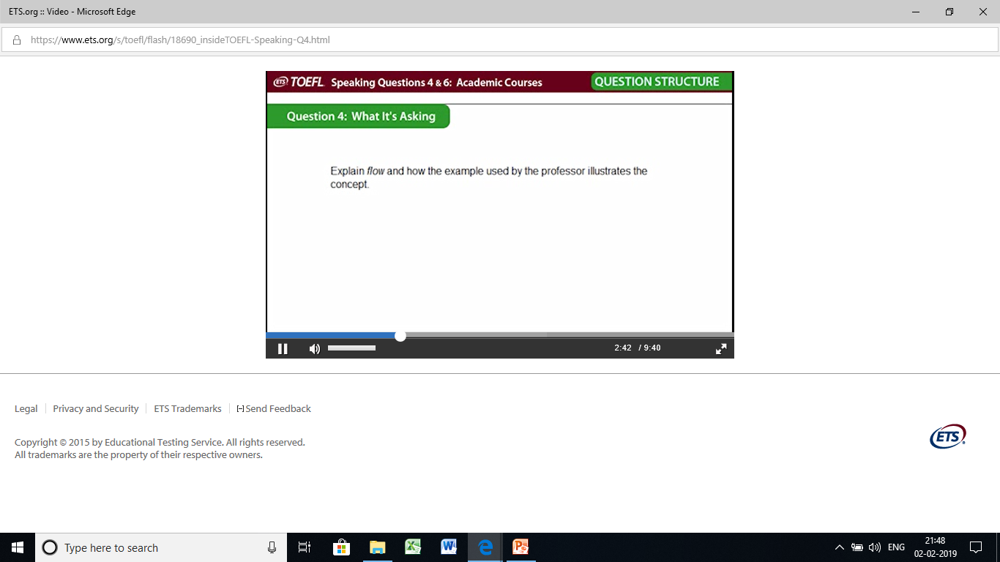 ETS.org :: Video - Microsoft Edge
https://www.ets.org/s/toefl/flash/18690_insideTOEFL-Speaking-Q4.html
ETS TOEFL Speaking Questions 4 & 6: Academic Courses QUESTION STRUCTURE
Question 4: What It's Asking
Explain flow and how the example used by the professor illustrates the
concept.
2:42 / 9:40
Legal Privacy and Security ETS Trademarks [-] Send Feedback
Copyright © 2015 by Educational Testing Service. All rights reserved.
All trademarks are the property of their respective owners.
ETS®
Type here to search
ENG
21:48
02-02-2019